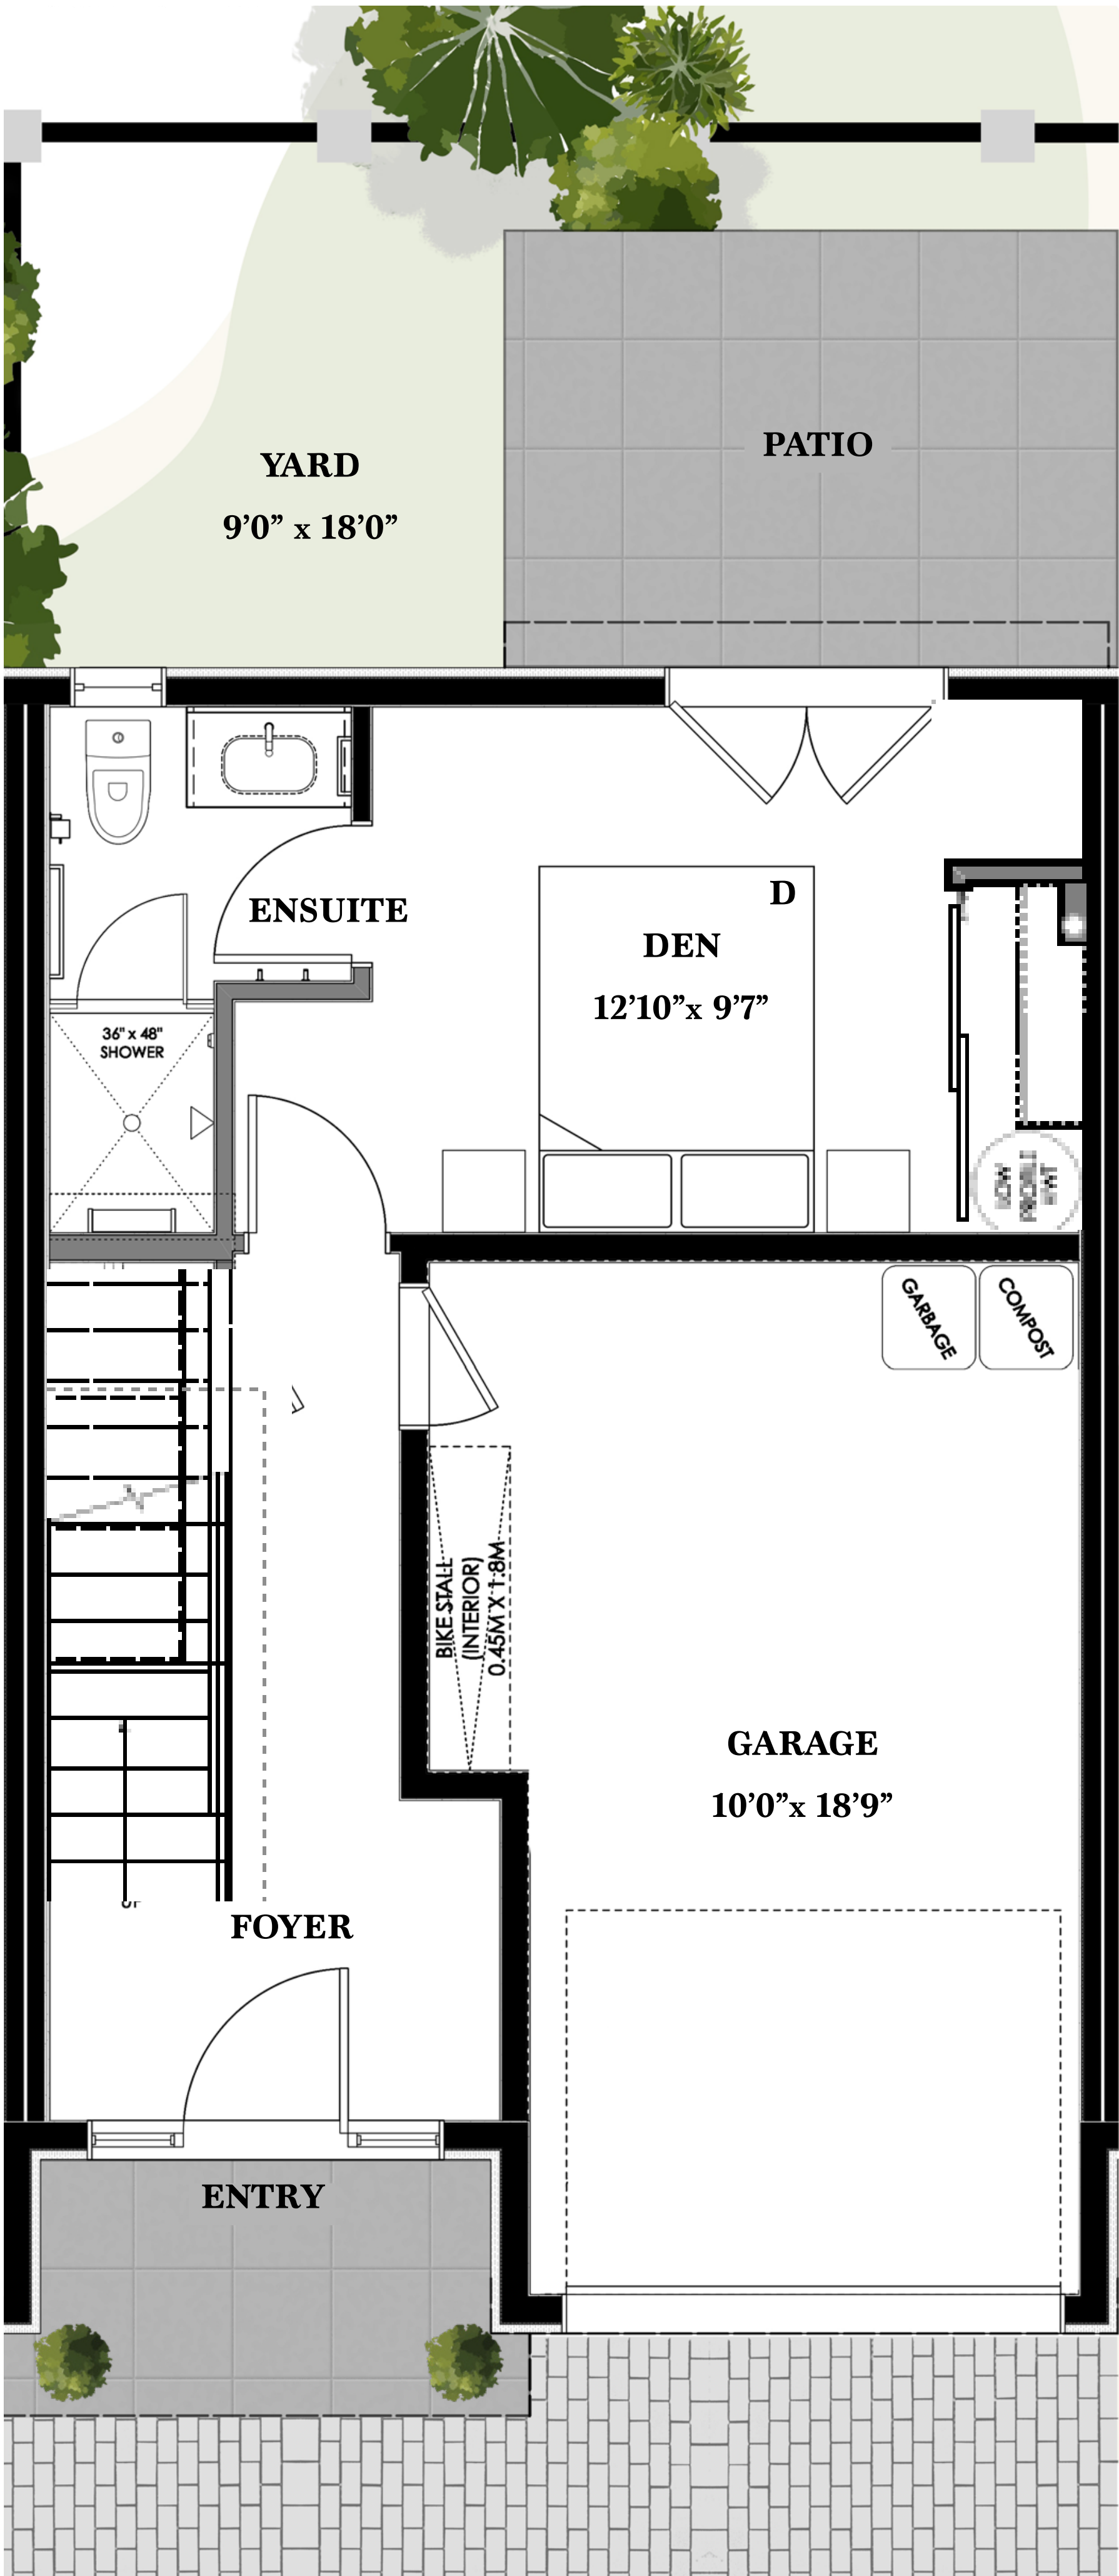 YARD
9’0” x 18’0”
PATIO
ENSUITE
D
DEN
12’10”x 9’7”
36" x 48"
SHOWER
GARBAGE
COMPOST
BIKE STALL
(INTERIOR)
0.45M X 1.8M
GARAGE
10’0”x 18’9”
FOYER
ENTRY